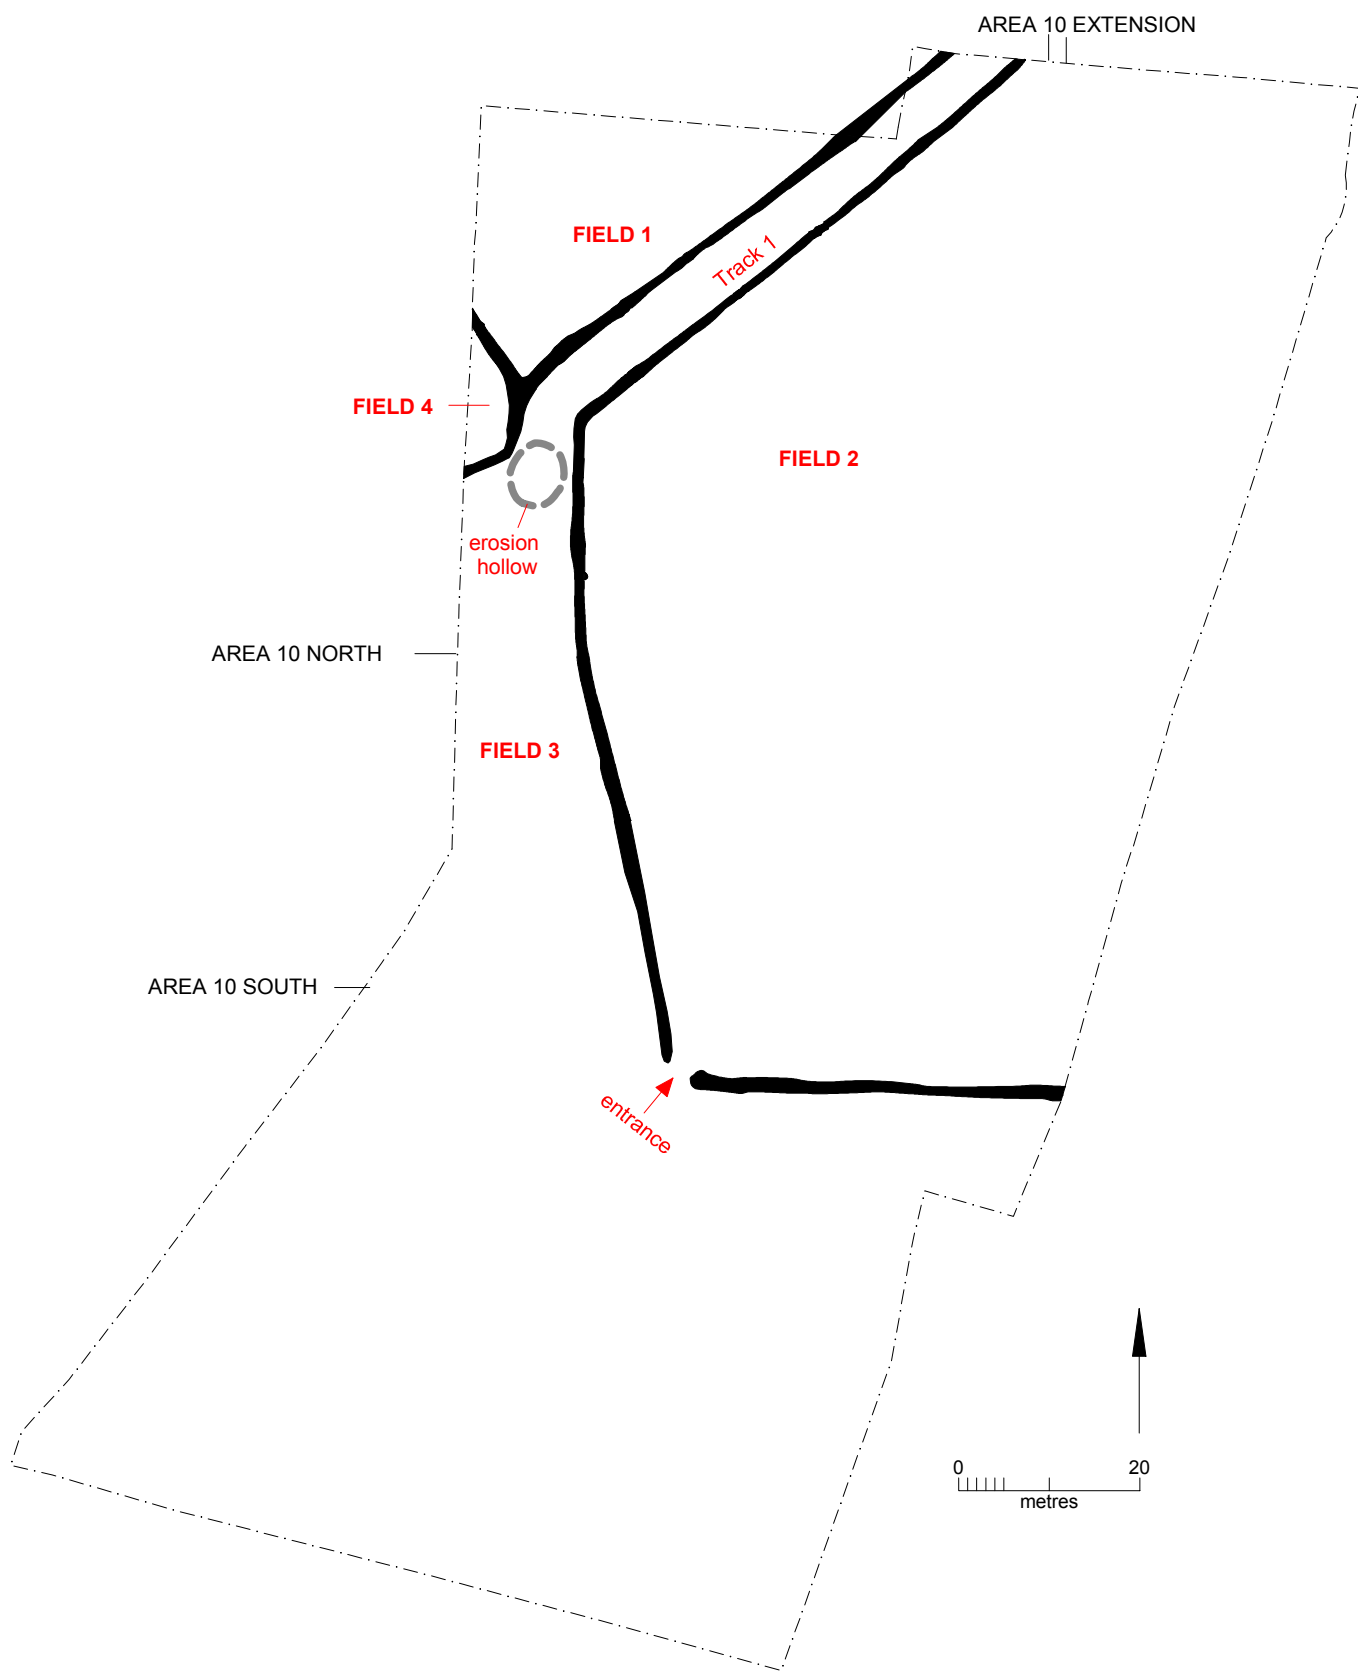 AREA 10 EXTENSION
FIELD 1
Track 1
FIELD 4
FIELD 2
erosion
hollow
AREA 10 NORTH
FIELD 3
AREA 10 SOUTH
entrance
0 20
metres